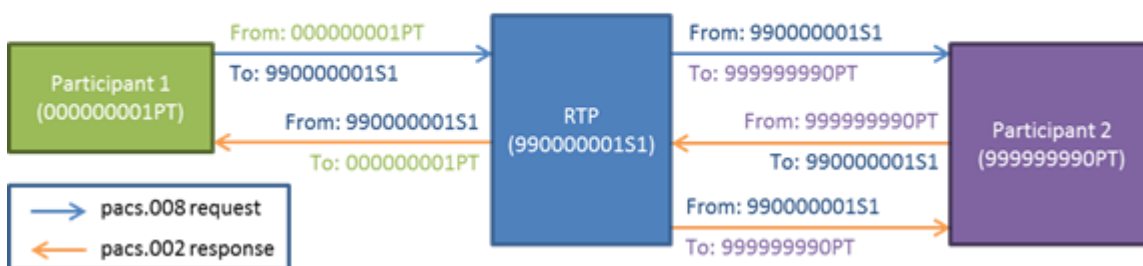 From: 000000001PT
To: 990000001S1
Participant 1
(000000001PT)
From: 990000001S1
To: 000000001PT
RTP
(990000001S1)
From: 990000001S1
To: 999999990PT
From: 999999990PT
To: 990000001S1
Participant 2
(999999990PT)
From: 990000001S1
To: 999999990PT
pacs.008 request
pacs.002 response